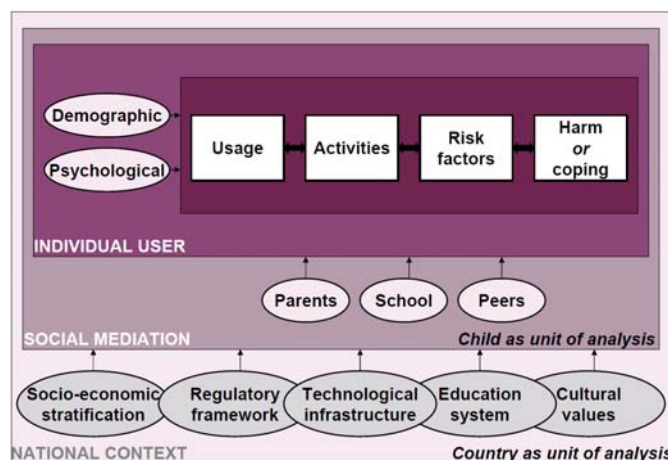 Demographic
Psychological
Usage
Activities
Risk
factors
Harm
or
coping
INDIVIDUAL USER
Parents
School
Peers
SOCIAL MEDIATION
Child as unit of analysis
Socio-economic
stratification
Regulatory
framework
Technological
infrastructure
Education
system
Cultural
values
NATIONAL CONTEXT
Country as unit of analysis